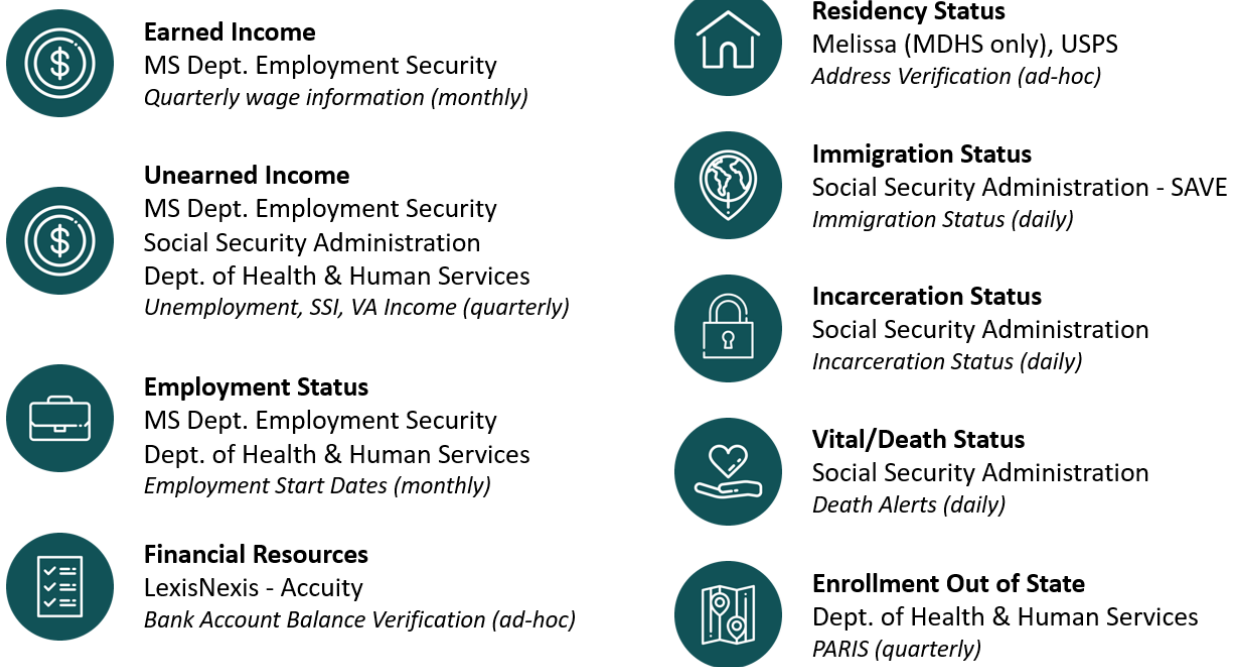 Earned Income
MS Dept. Employment Security
Quarterly wage information (monthly)
Unearned Income
MS Dept. Employment Security
Social Security Administration
Dept. of Health & Human Services
Unemployment, SSI, VA Income (quarterly)
Employment Status
MS Dept. Employment Security
Dept. of Health & Human Services
Employment Start Dates (monthly)
Financial Resources
LexisNexis - Accuity
Bank Account Balance Verification (ad-hoc)
Residency Status
Melissa (MDHS only), USPS
Address Verification (ad-hoc)
Immigration Status
Social Security Administration - SAVE
Immigration Status (daily)
Incarceration Status
Social Security Administration
Incarceration Status (daily)
Vital/Death Status
Social Security Administration
Death Alerts (daily)
Enrollment Out of State
Dept. of Health & Human Services
PARIS (quarterly)